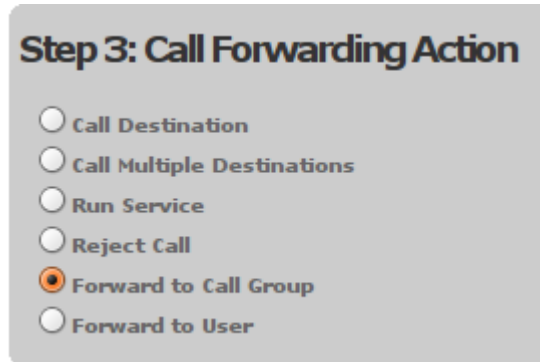 Step 3: Call Forwarding Action
Call Destination
Call Multiple Destinations
Run Service
Reject Call
Forward to Call Group
Forward to User